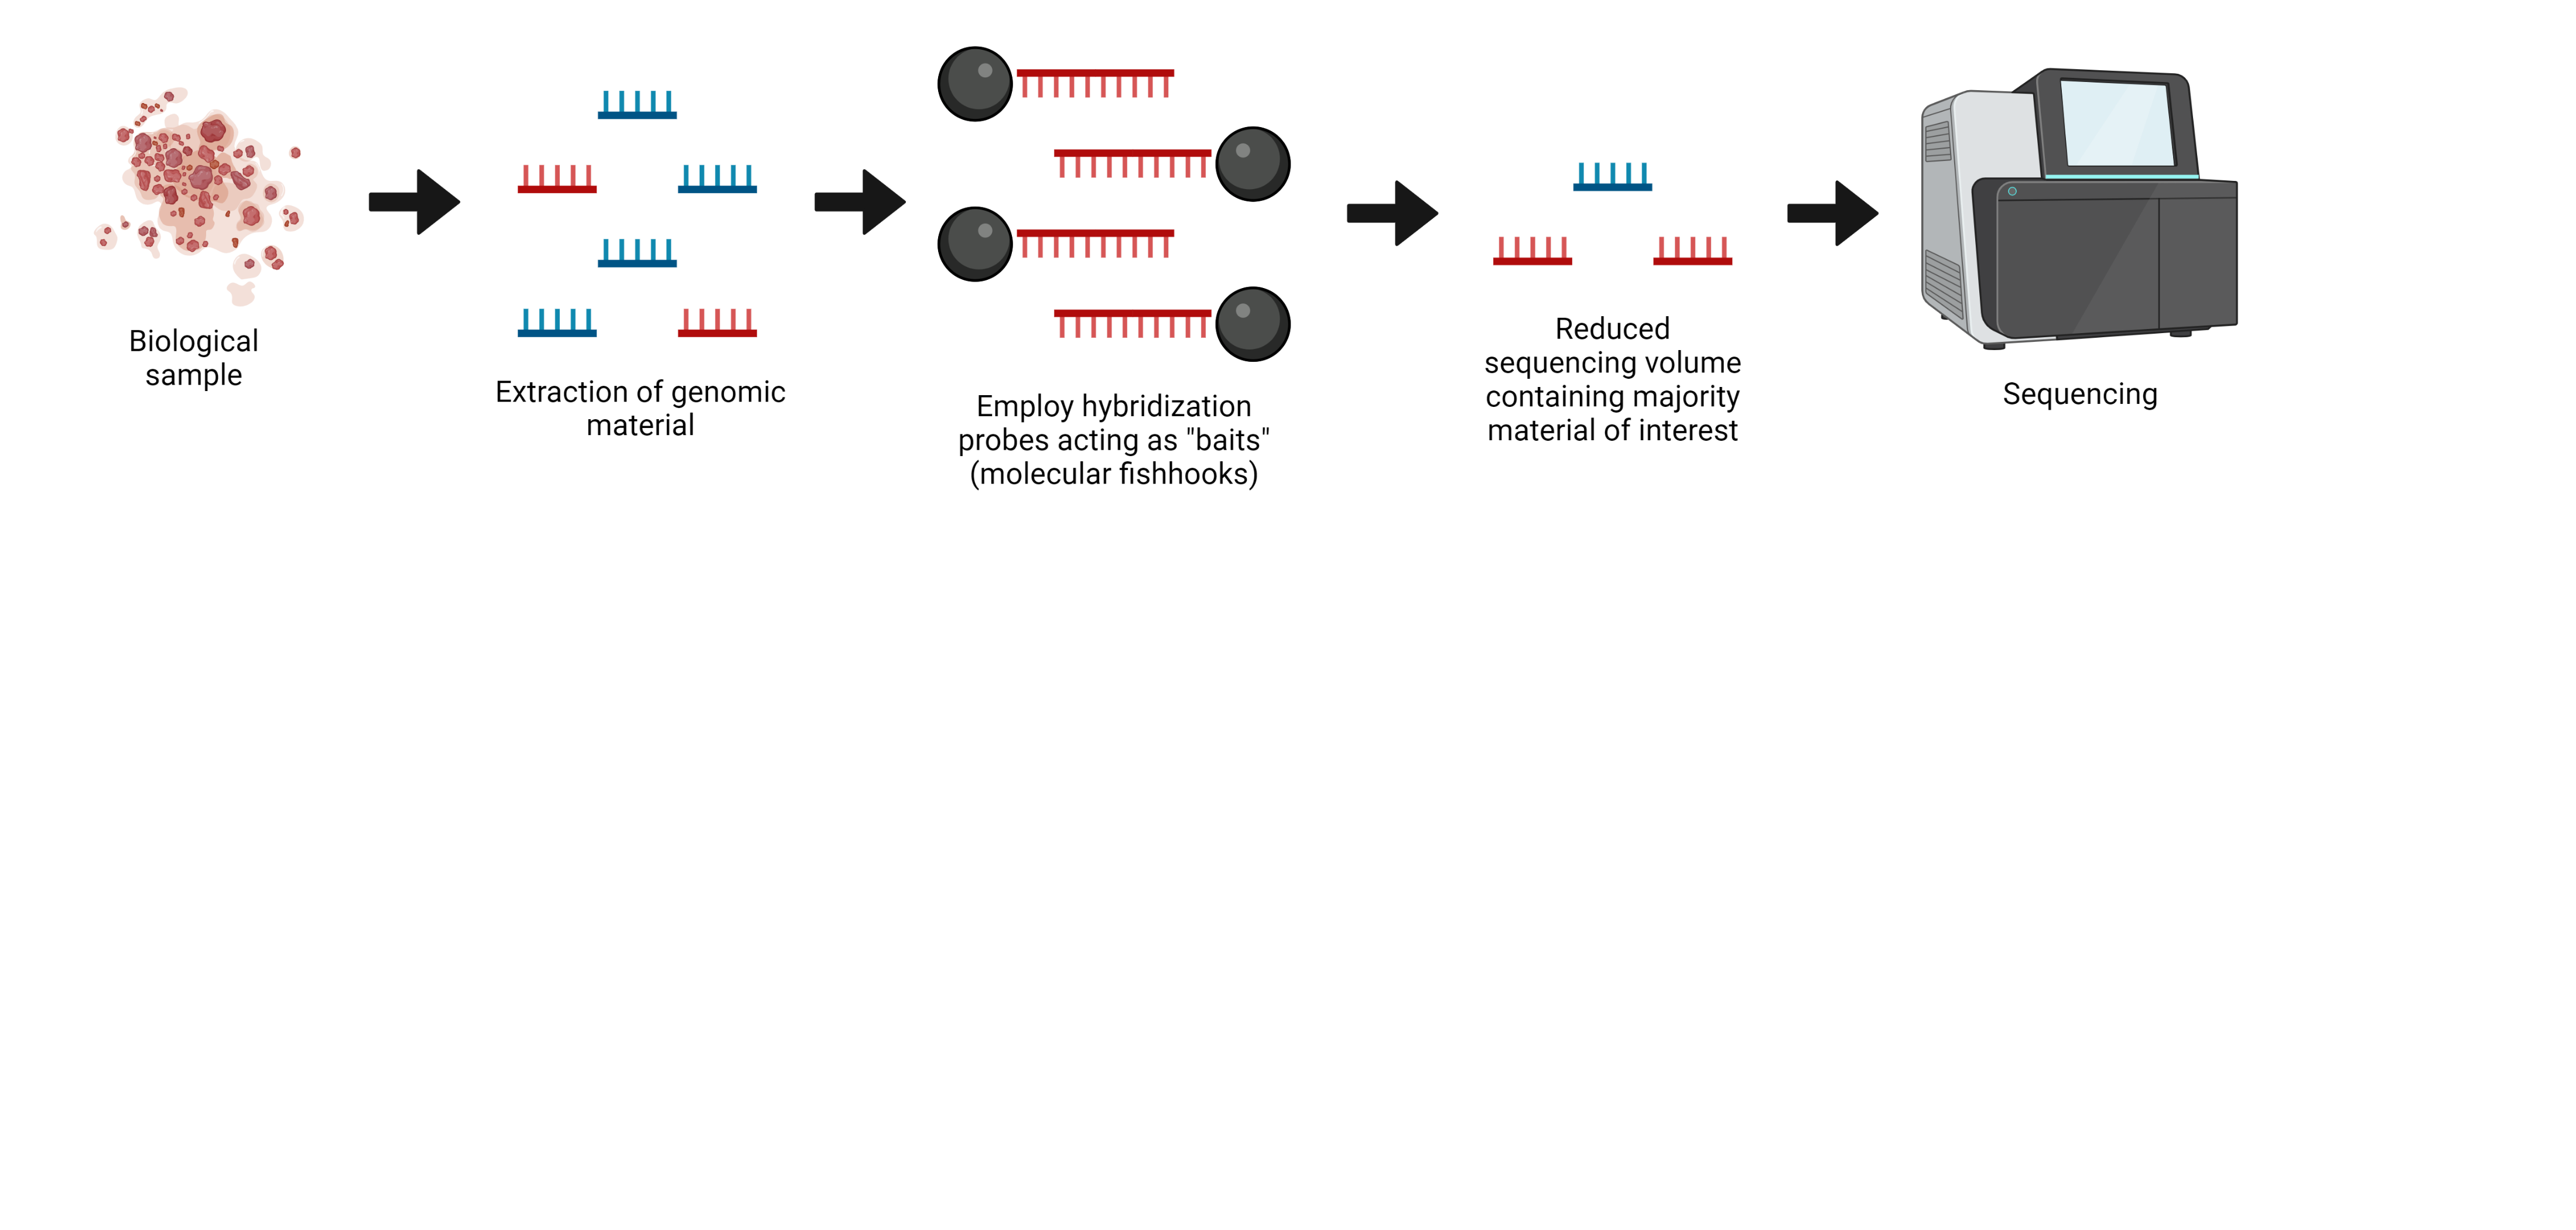 Biological
sample
Extraction of genomic
material
Employ hybridization
probes acting as "baits"
(molecular fishhooks)
Reduced
sequencing volume
containing majority
material of interest
Sequencing